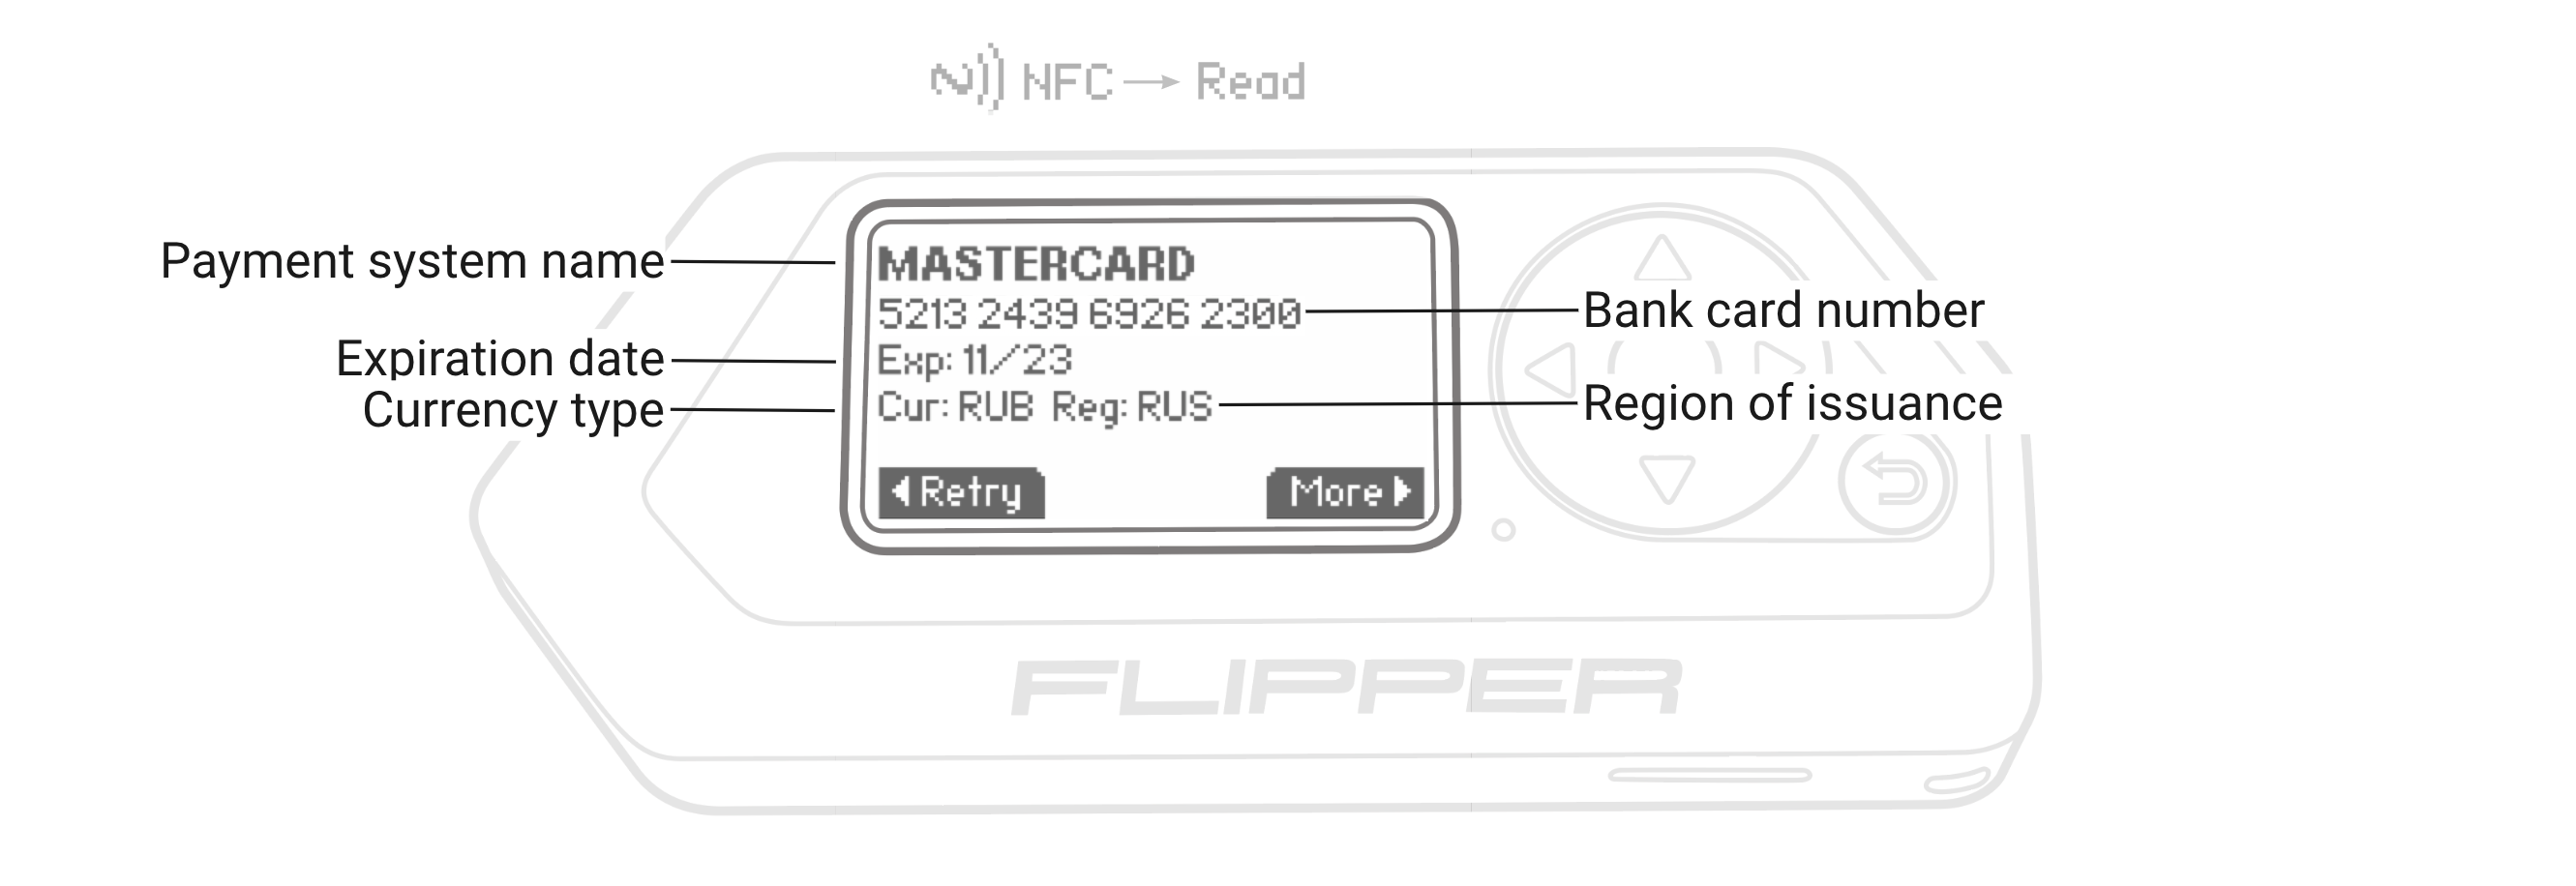 NFC → Read
Payment system name
MASTERCARD
5213 2439 6926 2300
Bank card number
Expiration date
Exp: 11/23
Currency type
Cur: RUB Reg: RUS
Region of issuance
Retry
More
FLIPPER